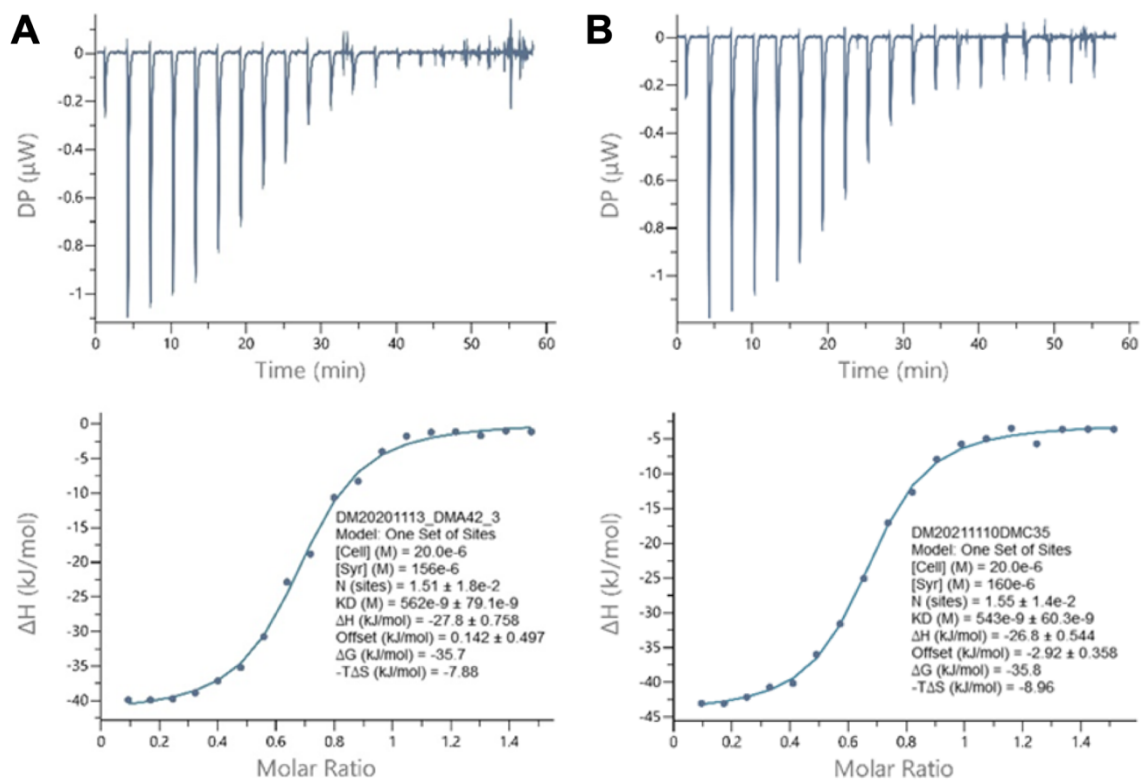 A
0
-0.2
-0.4
-0.6
-0.8
-1
DP (µW)
0 10 20 30 40 50 60
Time (min)
B
0
-0.2
-0.4
-0.6
-0.8
-1
DP (µW)
0 10 20 30 40 50 60
Time (min)
0
-5
-10
-15
-20
-25
-30
-35
-40
ΔH (kJ/mol)
DM20201113_DMA42_3
Model: One Set of Sites
[Cell] (M) = 20.0e-6
[Syr] (M) = 156e-6
N (sites) = 1.51 ± 1.8e-2
KD (M) = 562e-9 ± 79.1e-9
ΔH (kJ/mol) = -27.8 ± 0.758
Offset (kJ/mol) = 0.142 ± 0.497
ΔG (kJ/mol) = -35.7
-TΔS (kJ/mol) = -7.88
0 0.2 0.4 0.6 0.8 1 1.2 1.4
Molar Ratio
-5
-10
-15
-20
-25
-30
-35
-40
-45
ΔH (kJ/mol)
DM20211110DMC35
Model: One Set of Sites
[Cell] (M) = 20.0e-6
[Syr] (M) = 160e-6
N (sites) = 1.55 ± 1.4e-2
KD (M) = 543e-9 ± 60.3e-9
ΔH (kJ/mol) = -26.8 ± 0.544
Offset (kJ/mol) = -2.92 ± 0.358
ΔG (kJ/mol) = -35.8
-TΔS (kJ/mol) = -8.96
0 0.2 0.4 0.6 0.8 1 1.2 1.4
Molar Ratio